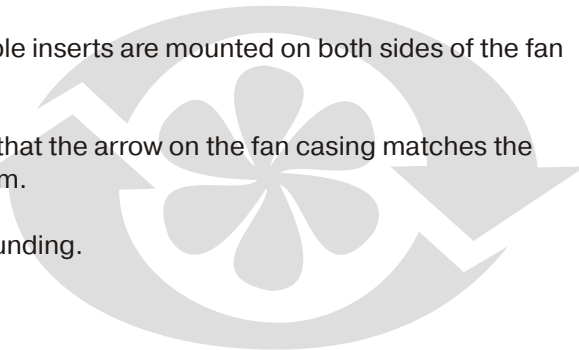 ble inserts are mounted on both sides of the fan
that the arrow on the fan casing matches the
m.
unding.